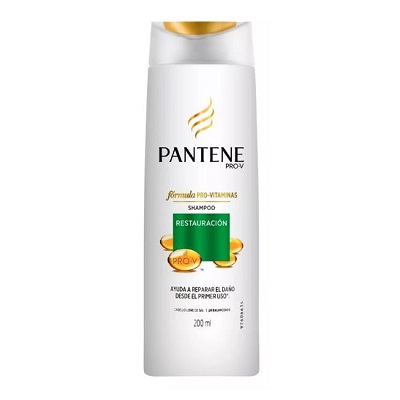 PANTENE
PRO-V
fórmula PRO-VITAMINAS
SHAMPOO
RESTAURACIÓN
PRO-V
AYUDA A REPARAR EL DAÑO
DESDE EL PRIMER USO*
200 ml